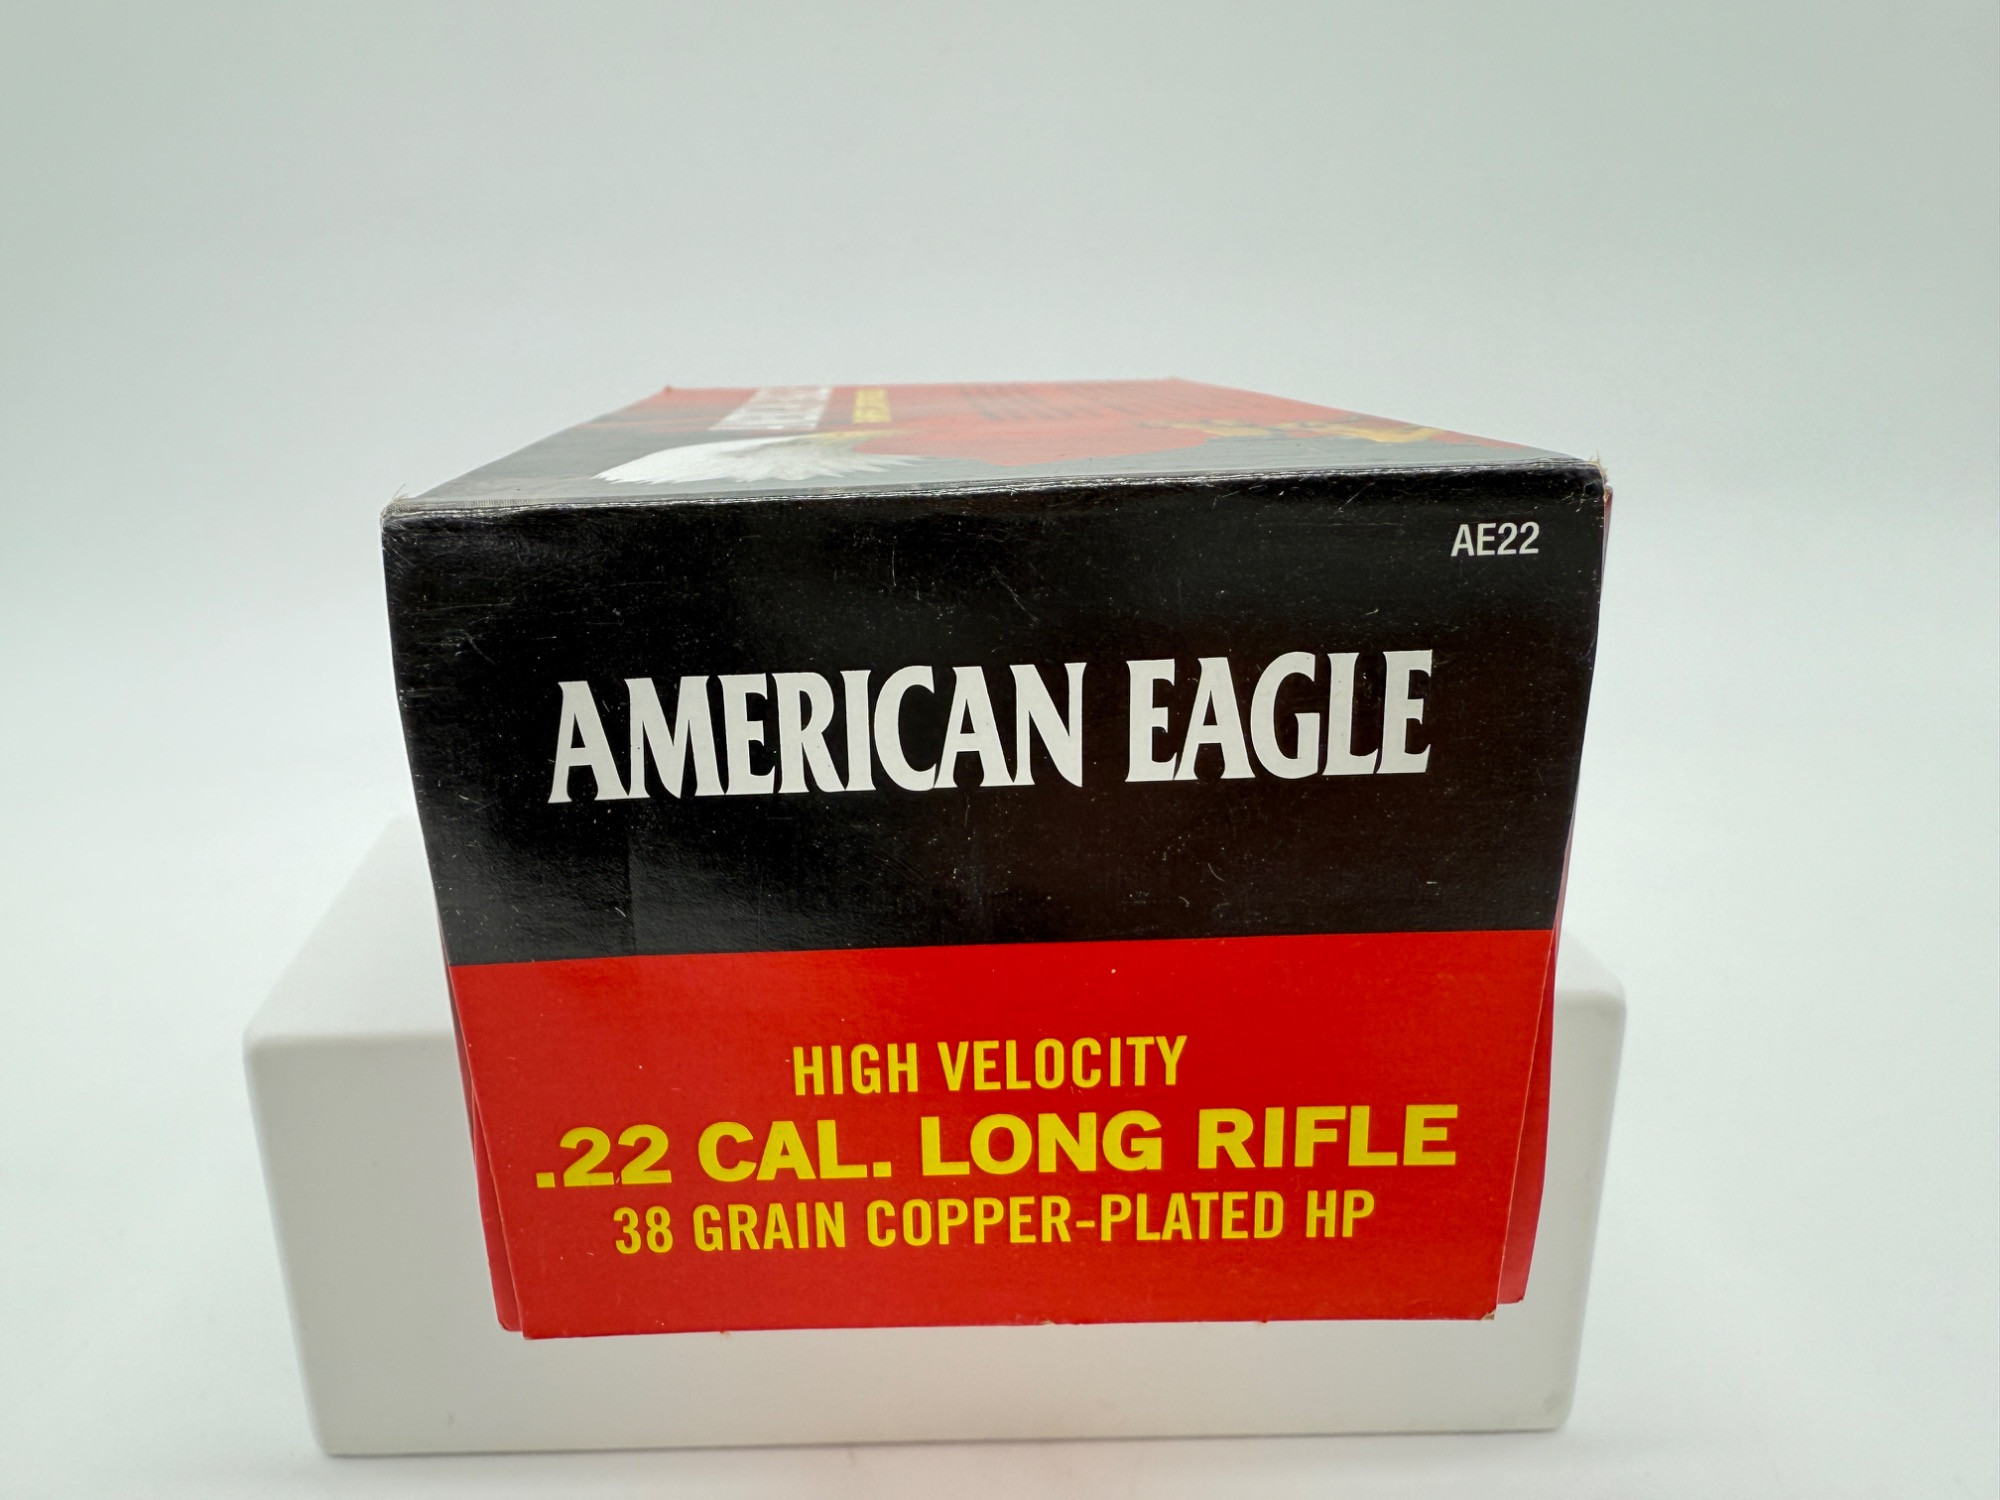 AE22
AMERICAN EAGLE
HIGH VELOCITY
.22 CAL. LONG RIFLE
38 GRAIN COPPER-PLATED HP